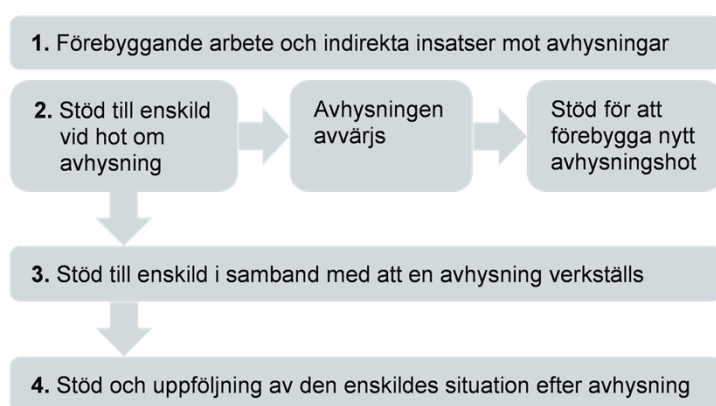 1. Förebyggande arbete och indirekta insatser mot avhysningar
2. Stöd till enskild
vid hot om
avhysning
Avhysningen
avvärjs
Stöd för att
förebygga nytt
avhysningshot
3. Stöd till enskild i samband med att en avhysning verkställs
4. Stöd och uppföljning av den enskildes situation efter avhysning